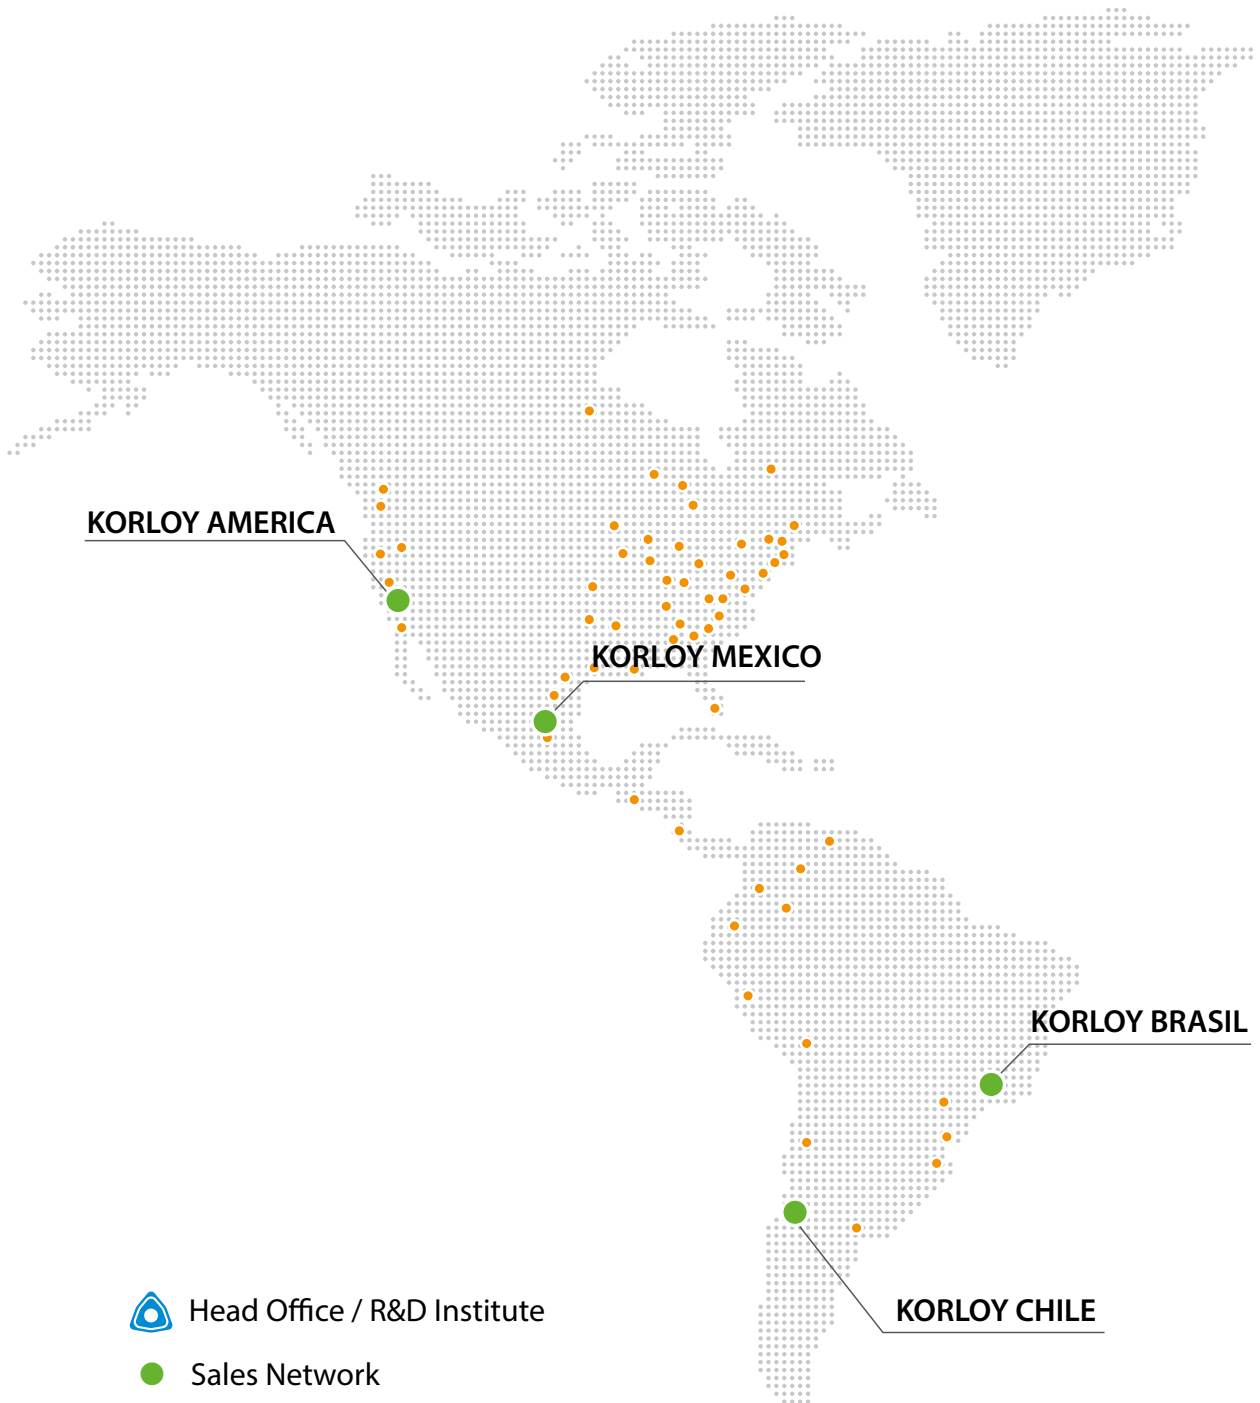 KORLOY AMERICA
KORLOY MEXICO
KORLOY BRASIL
KORLOY CHILE
Head Office / R&D Institute
Sales Network